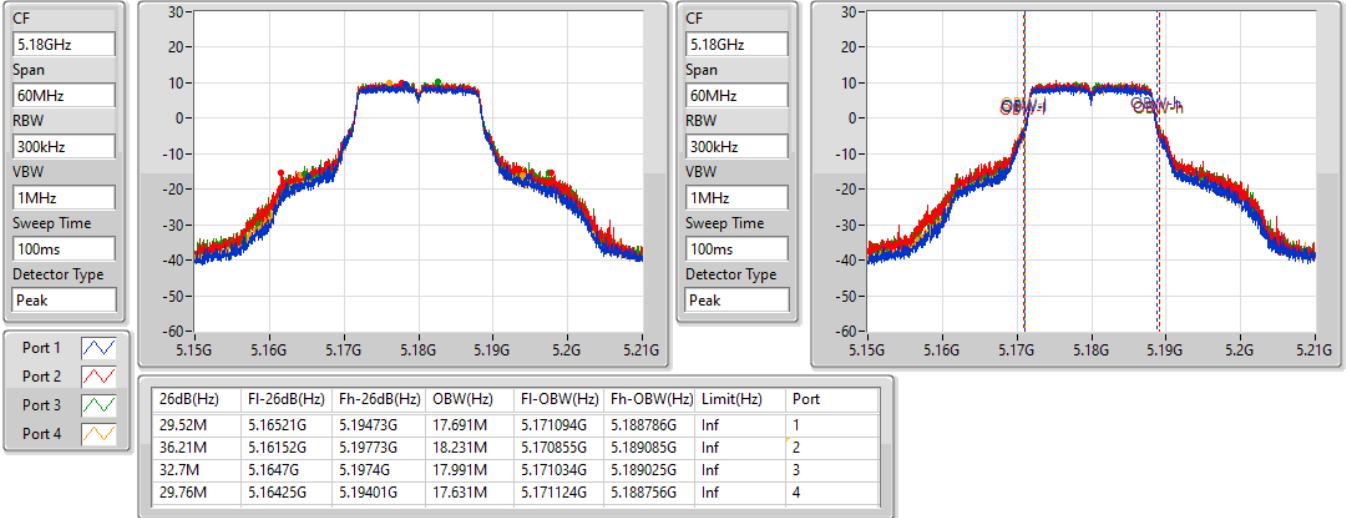 CF
5.18GHz
Span
60MHz
RBW
300kHz
VBW
1MHz
Sweep Time
100ms
Detector Type
Peak
30
20
10
0
-10
-20
-30
-40
-50
-60
5.15G 5.16G 5.17G 5.18G 5.19G 5.2G 5.21G
CF
5.18GHz
Span
60MHz
RBW
300kHz
VBW
1MHz
Sweep Time
100ms
Detector Type
Peak
30
20
10
0
-10
-20
-30
-40
-50
-60
OBW-l OBW-h
5.15G 5.16G 5.17G 5.18G 5.19G 5.2G 5.21G
Port 1
Port 2
Port 3
Port 4
26dB(Hz) Fl-26dB(Hz) Fh-26dB(Hz) OBW(Hz) Fl-OBW(Hz) Fh-OBW(Hz) Limit(Hz) Port
29.52M 5.16521G 5.19473G 17.691M 5.171094G 5.188786G Inf 1
36.21M 5.16152G 5.19773G 18.231M 5.170855G 5.189085G Inf 2
32.7M 5.1647G 5.1974G 17.991M 5.171034G 5.189025G Inf 3
29.76M 5.16425G 5.19401G 17.631M 5.171124G 5.188756G Inf 4